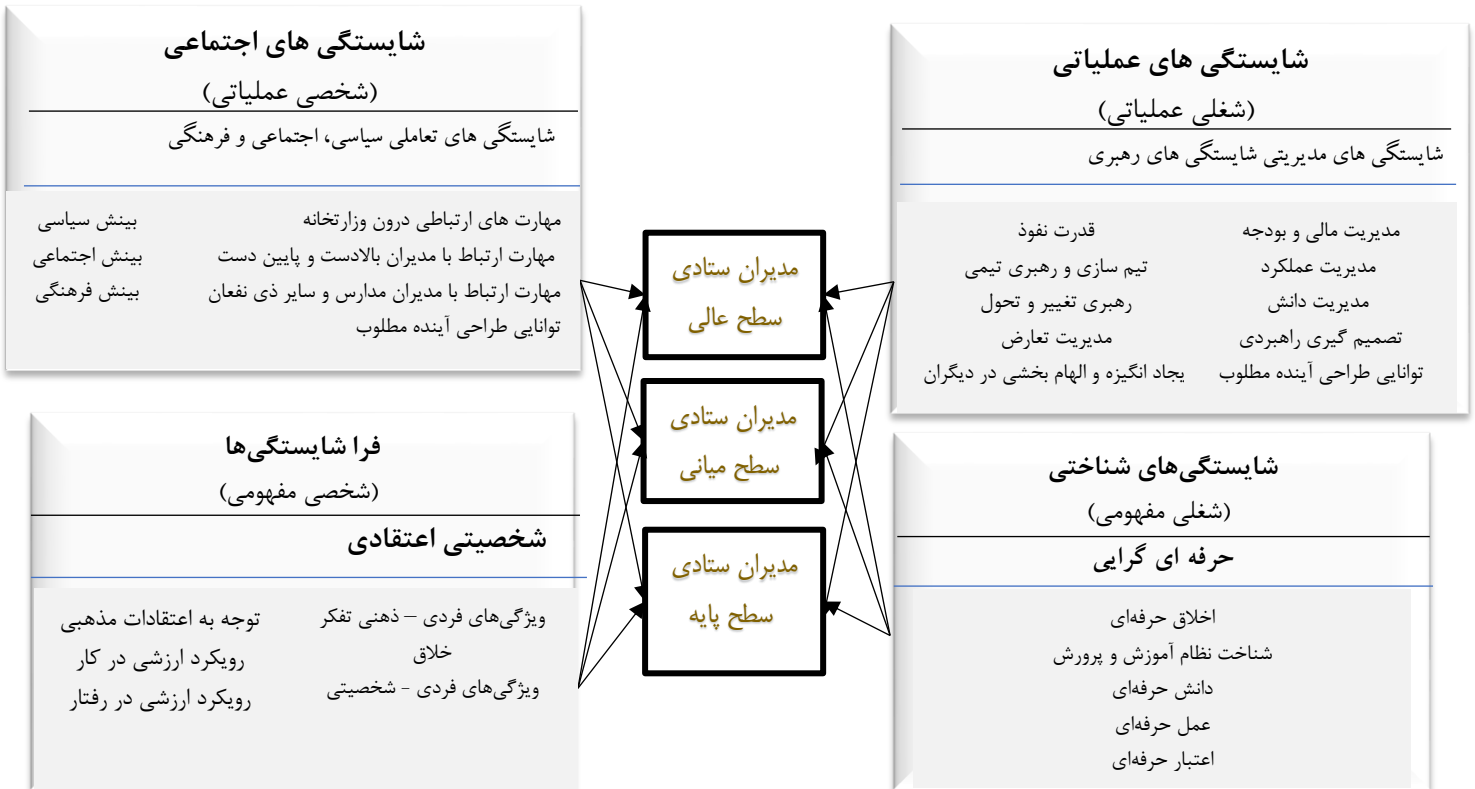 شایستگی های عملیاتی
(شغلی عملیاتی)
شایستگی های مدیریتی شایستگی های رهبری
مدیریت مالی و بودجه قدرت نفوذ
مدیریت عملکرد تیم سازی و رهبری تیمی
مدیریت دانش رهبری تغییر و تحول
تصمیم گیری راهبردی مدیریت تعارض
توانایی طراحی آینده مطلوب یجاد انگیزه و الهام بخشی در دیگران
شایستگی های اجتماعی
(شخصی عملیاتی)
شایستگی های تعاملی سیاسی، اجتماعی و فرهنگی
مهارت های ارتباطی درون وزارتخانه بینش سیاسی
مهارت ارتباط با مدیران بالادست و پایین دست بینش اجتماعی
مهارت ارتباط با مدیران مدارس و سایر ذی نفعان بینش فرهنگی
توانایی طراحی آینده مطلوب
مدیران ستادی
سطح عالی
مدیران ستادی
سطح میانی
مدیران ستادی
سطح پایه
شایستگی‌های شناختی
(شغلی مفهومی)
حرفه ای گرایی
اخلاق حرفه‌ای
شناخت نظام آموزش و پرورش
دانش حرفه‌ای
عمل حرفه‌ای
اعتبار حرفه‌ای
فرا شایستگی‌ها
(شخصی مفهومی)
شخصیتی اعتقادی
ویژگی‌های فردی – ذهنی تفکر توجه به اعتقادات مذهبی
خلاق رویکرد ارزشی در کار
ویژگی‌های فردی - شخصیتی رویکرد ارزشی در رفتار